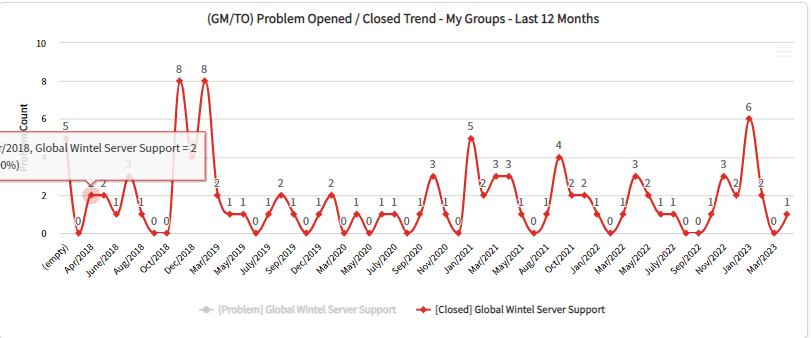 (GM/TO) Problem Opened / Closed Trend - My Groups - Last 12 Months
10
8
6
4
2
0
Count
r/2018, Global Wintel Server Support = 2
0%)
5 0 2 2 1 3 1 0 0 8 4 8 2 1 1 0 1 2 1 0 1 2 0 1 0 1 1 0 1 3 1 0 5 2 3 3 1 0 1 4 2 2 1 0 1 3 2 1 1 0 0 1 3 2 6 2 0 1
(empty) Apr/2018 June/2018 Aug/2018 Oct/2018 Dec/2018 Mar/2019 May/2019 July/2019 Sep/2019 Dec/2019 Mar/2020 May/2020 July/2020 Sep/2020 Nov/2020 Jan/2021 Mar/2021 May/2021 Aug/2021 Oct/2021 Jan/2022 Mar/2022 May/2022 July/2022 Sep/2022 Nov/2022 Jan/2023 Mar/2023
[Problem] Global Wintel Server Support
[Closed] Global Wintel Server Support